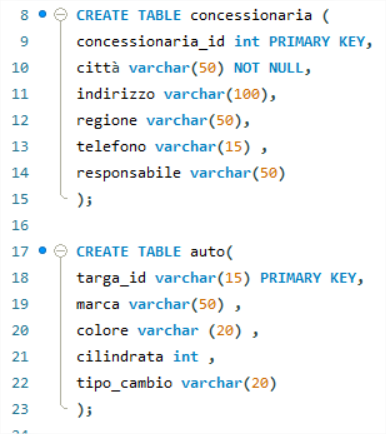 8 CREATE TABLE concessionaria (
9 concessionaria_id int PRIMARY KEY,
10 città varchar(50) NOT NULL,
11 indirizzo varchar(100),
12 regione varchar(50),
13 telefono varchar(15) ,
14 responsabile varchar(50)
15 );
16
17 CREATE TABLE auto(
18 targa_id varchar(15) PRIMARY KEY,
19 marca varchar(50) ,
20 colore varchar (20) ,
21 cilindrata int ,
22 tipo_cambio varchar(20)
23 );